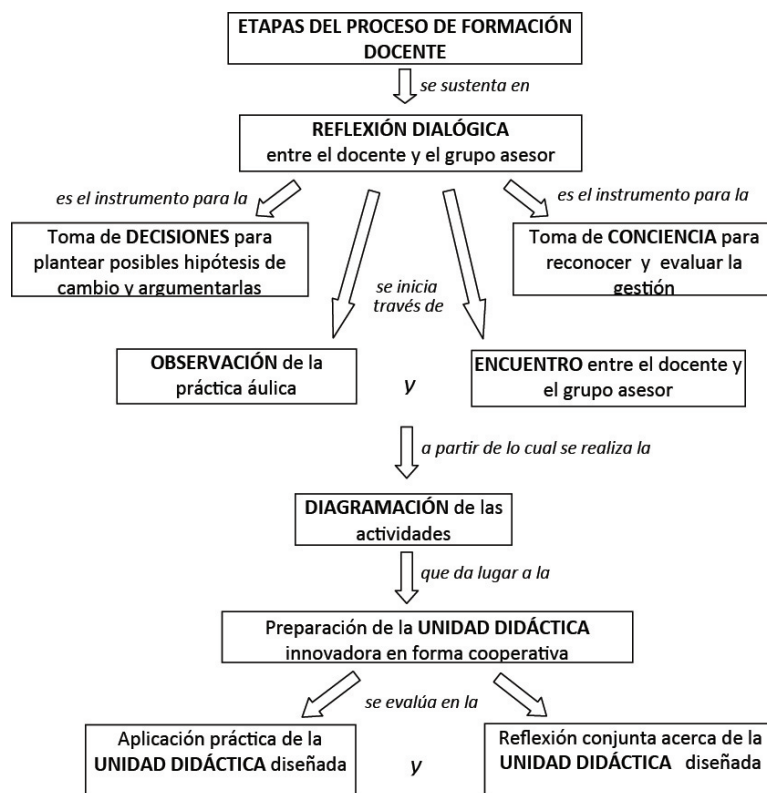 ETAPAS DEL PROCESO DE FORMACIÓN
DOCENTE
se sustenta en
REFLEXIÓN DIALÓGICA
entre el docente y el grupo asesor
es el instrumento para la
es el instrumento para la
Toma de DECISIONES para
plantear posibles hipótesis de
cambio y argumentarlas
Toma de CONCIENCIA para
reconocer y evaluar la
gestión
se inicia
través de
OBSERVACIÓN de la
práctica áulica
y
ENCUENTRO entre el docente y
el grupo asesor
a partir de lo cual se realiza la
DIAGRAMACIÓN de las
actividades
que da lugar a la
Preparación de la UNIDAD DIDÁCTICA
innovadora en forma cooperativa
se evalúa en la
Aplicación práctica de la
UNIDAD DIDÁCTICA diseñada
y
Reflexión conjunta acerca de la
UNIDAD DIDÁCTICA diseñada